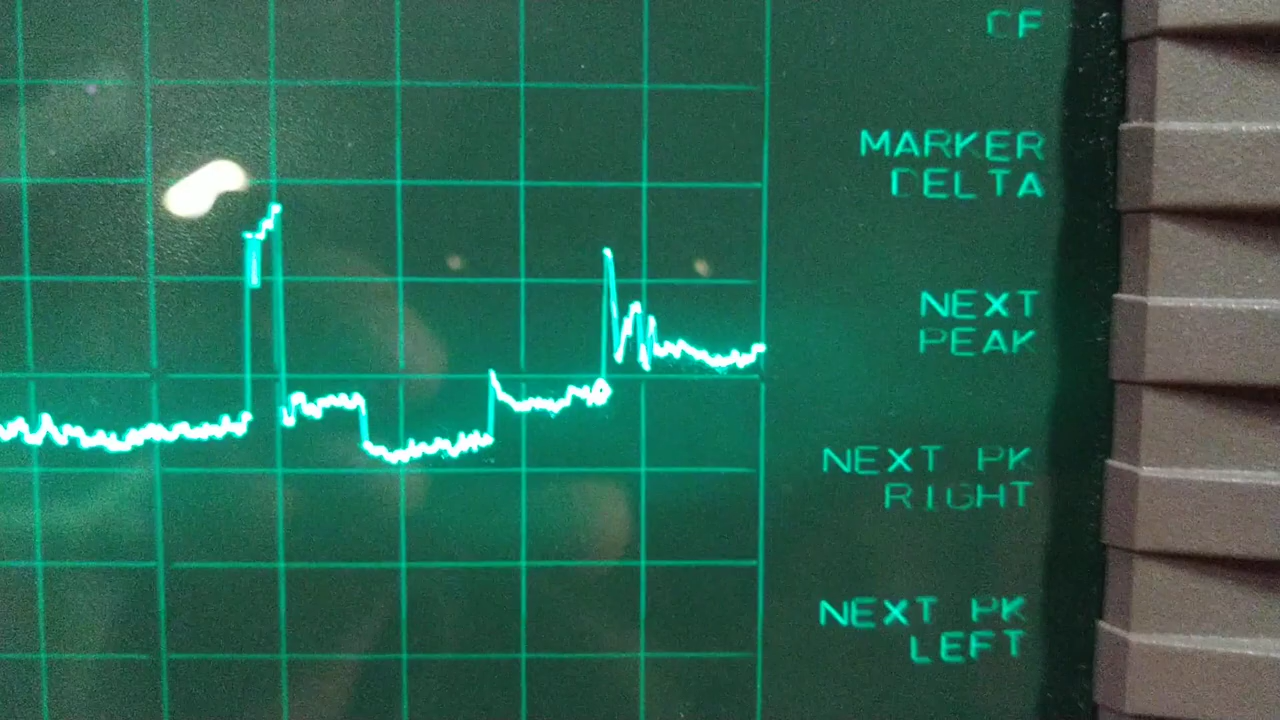 CF
MARKER
DELTA
NEXT
PEAK
NEXT PK
RIGHT
NEXT PK
LEFT